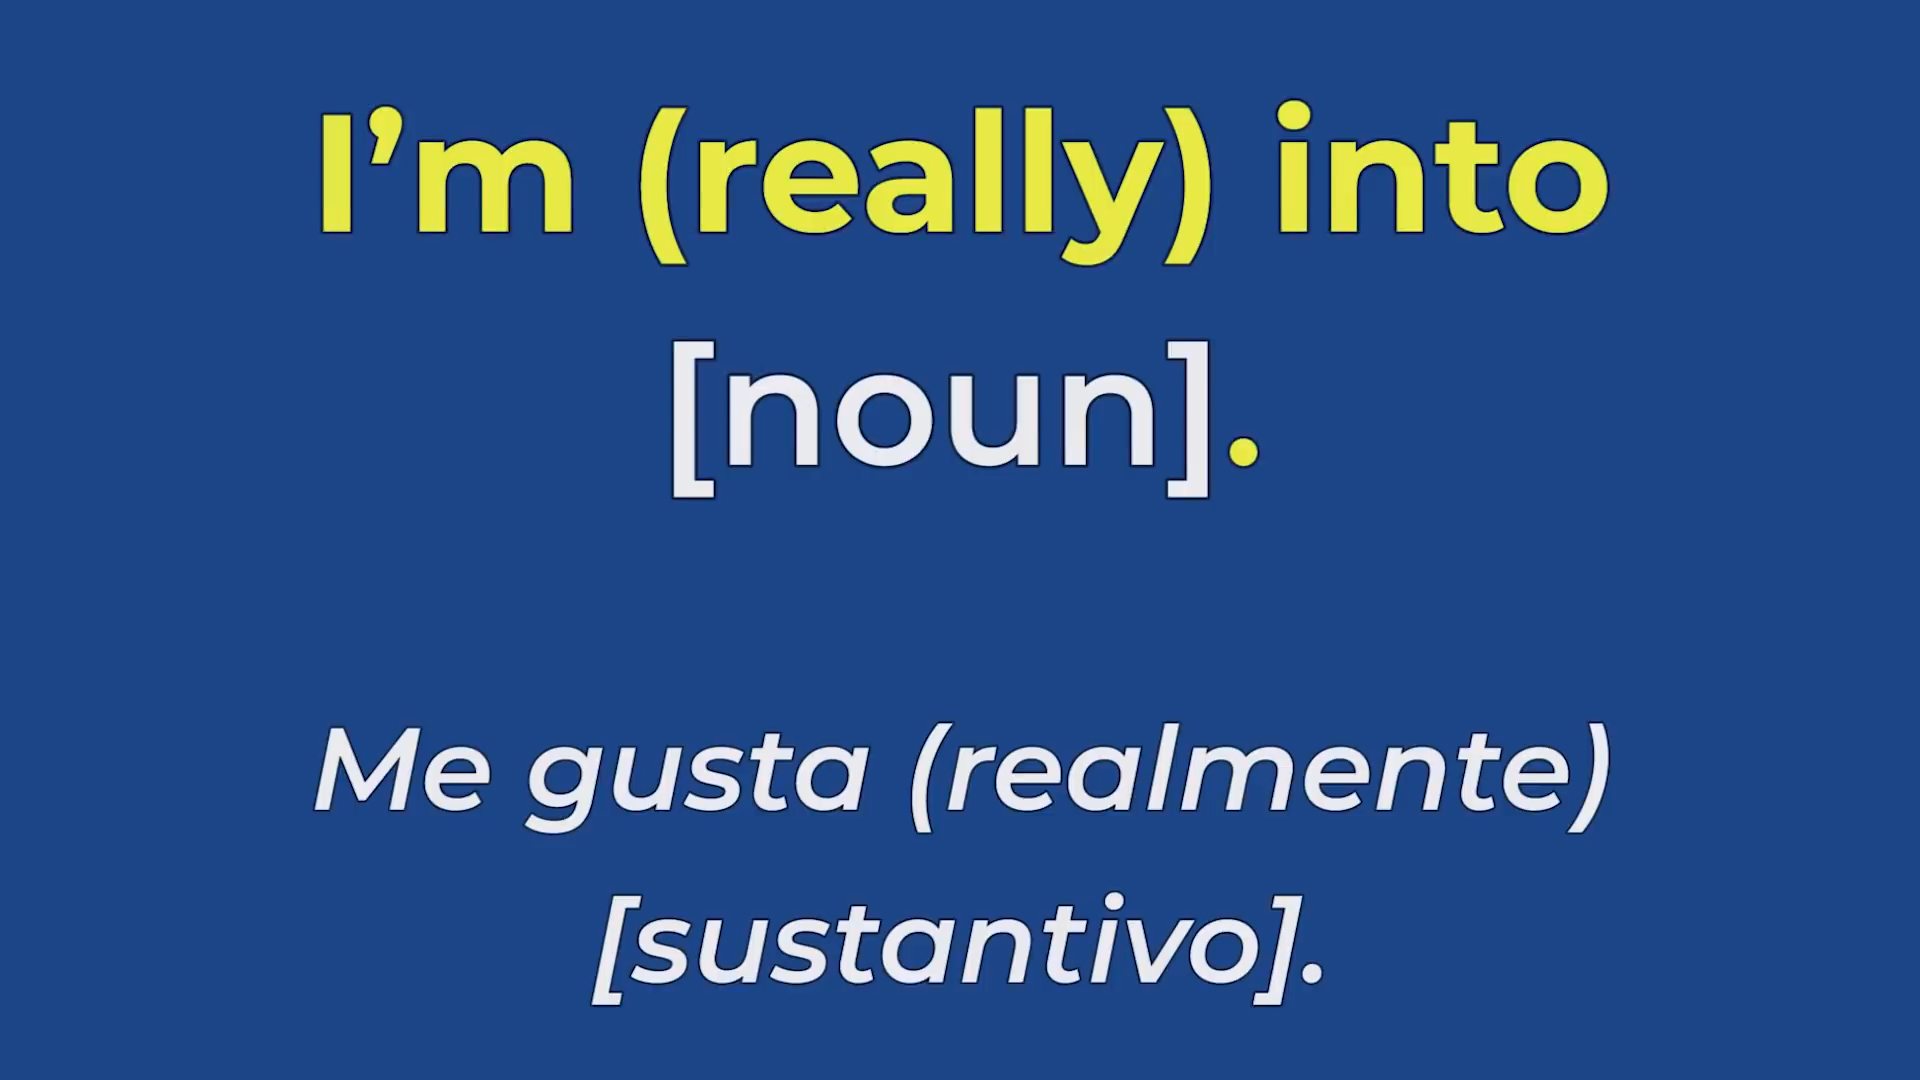 I’m (really) into
[noun].
Me gusta (realmente)
[sustantivo].